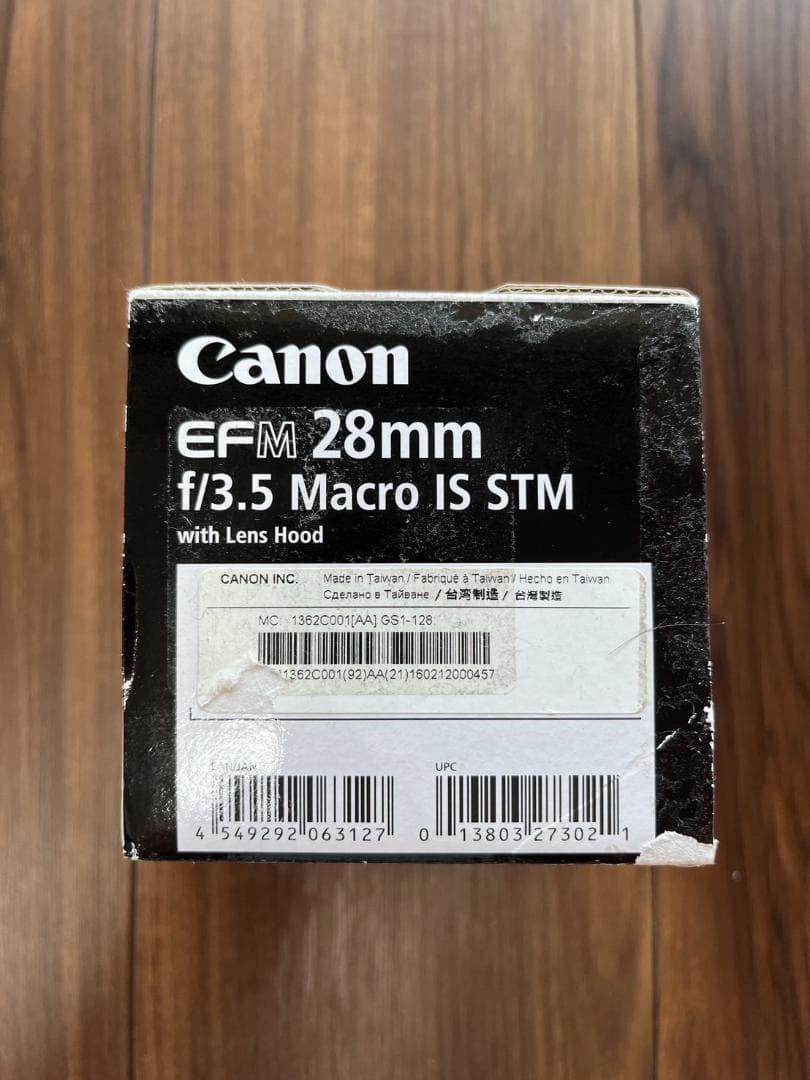 Canon
EFM 28mm
f/3.5 Macro IS STM
with Lens Hood
CANON INC. Made in Taiwan / Fabriqué à Taiwan / Hecho en Taiwan
Сделано в Тайване / 台湾制造 / 台灣製造
MC: 1362C001[AA] GS1-128
1362C001(92)AA(21)160212000457
EAN/JAN UPC
4 549292 063127 0 13803 27302 1